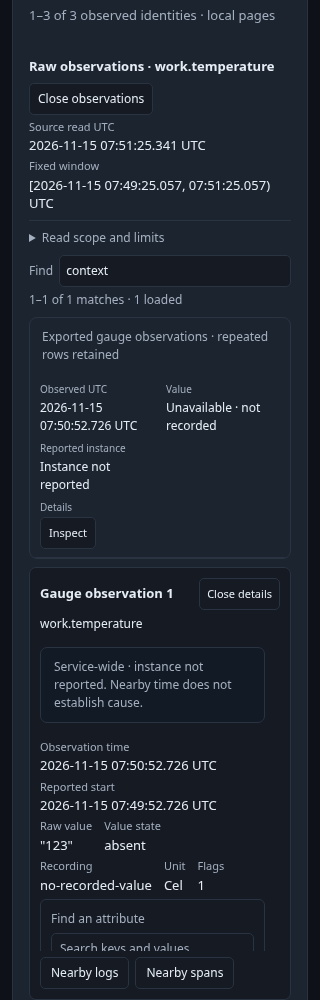 1–3 of 3 observed identities · local pages
Raw observations · work.temperature
Close observations
Source read UTC
2026-11-15 07:51:25.341 UTC
Fixed window
[2026-11-15 07:49:25.057, 07:51:25.057)
UTC
▶ Read scope and limits
Find context
1–1 of 1 matches · 1 loaded
Exported gauge observations · repeated
rows retained
Observed UTC Value
2026-11-15 Unavailable · not
07:50:52.726 UTC recorded
Reported instance
Instance not
reported
Details
Inspect
Gauge observation 1 Close details
work.temperature
Service-wide · instance not
reported. Nearby time does not
establish cause.
Observation time
2026-11-15 07:50:52.726 UTC
Reported start
2026-11-15 07:49:52.726 UTC
Raw value Value state
"123" absent
Recording Unit Flags
no-recorded-value Cel 1
Find an attribute
Search keys and values
Nearby logs Nearby spans